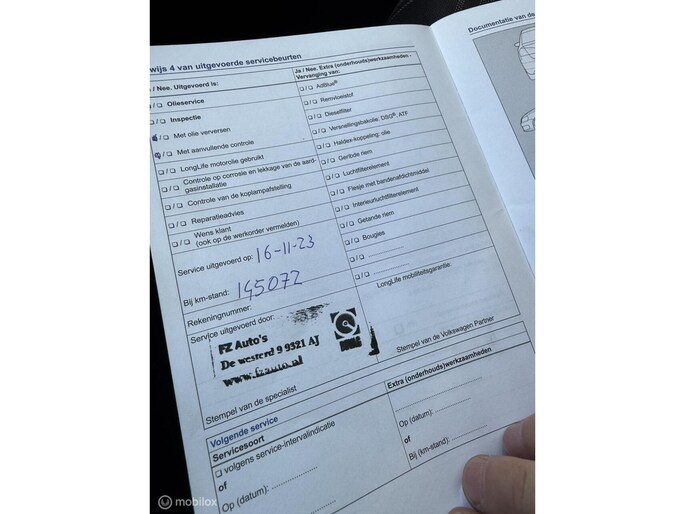 Documentatie van de
wijs 4 van uitgevoerde servicebeurten
/ Nee. Uitgevoerd is:
Ja / Nee. Extra (onderhouds)werkzaamheden -
Vervanging van:
❏ / ❏ Olieservice
❏ / ❏ Inspectie
/ ❏ Met olie verversen
/ ❏ Met aanvullende controle
❏ / ❏ LongLife motorolie gebruikt
❏ / ❏ Controle op corrosie en lekkage van de aard-
gasinstallatie
❏ / ❏ Controle van de koplampafstelling
❏ / ❏ Reparatieadvies
❏ / ❏ Wens klant
(ook op de werkorder vermelden)
❏ / ❏ AdBlue®
❏ / ❏ Remvloeistof
❏ / ❏ Dieselfilter
❏ / ❏ Versnellingsbakolie: DSG®, ATF
❏ / ❏ Haldex-koppeling: olie
❏ / ❏ Geribde riem
❏ / ❏ Luchtfilterelement
❏ / ❏ Flesje met bandenafdichtmiddel
❏ / ❏ Interieurluchtfilterelement
❏ / ❏ Getande riem
❏ / ❏ Bougies
❏ / ❏
❏ / ❏
Service uitgevoerd op: 16-11-23
Bij km-stand: 145072
Rekeningnummer:
Service uitgevoerd door:
FZ Auto's
De westerd 9 9321 AJ
www.fzauto.nl
Stempel van de specialist
LongLife mobiliteitsgarantie:
Stempel van de Volkswagen Partner
Volgende service
Servicesoort
❏ volgens service-intervalindicatie
of
Op (datum):
Extra (onderhouds)werkzaamheden
Op (datum):
of
Bij (km-stand):
mobilox